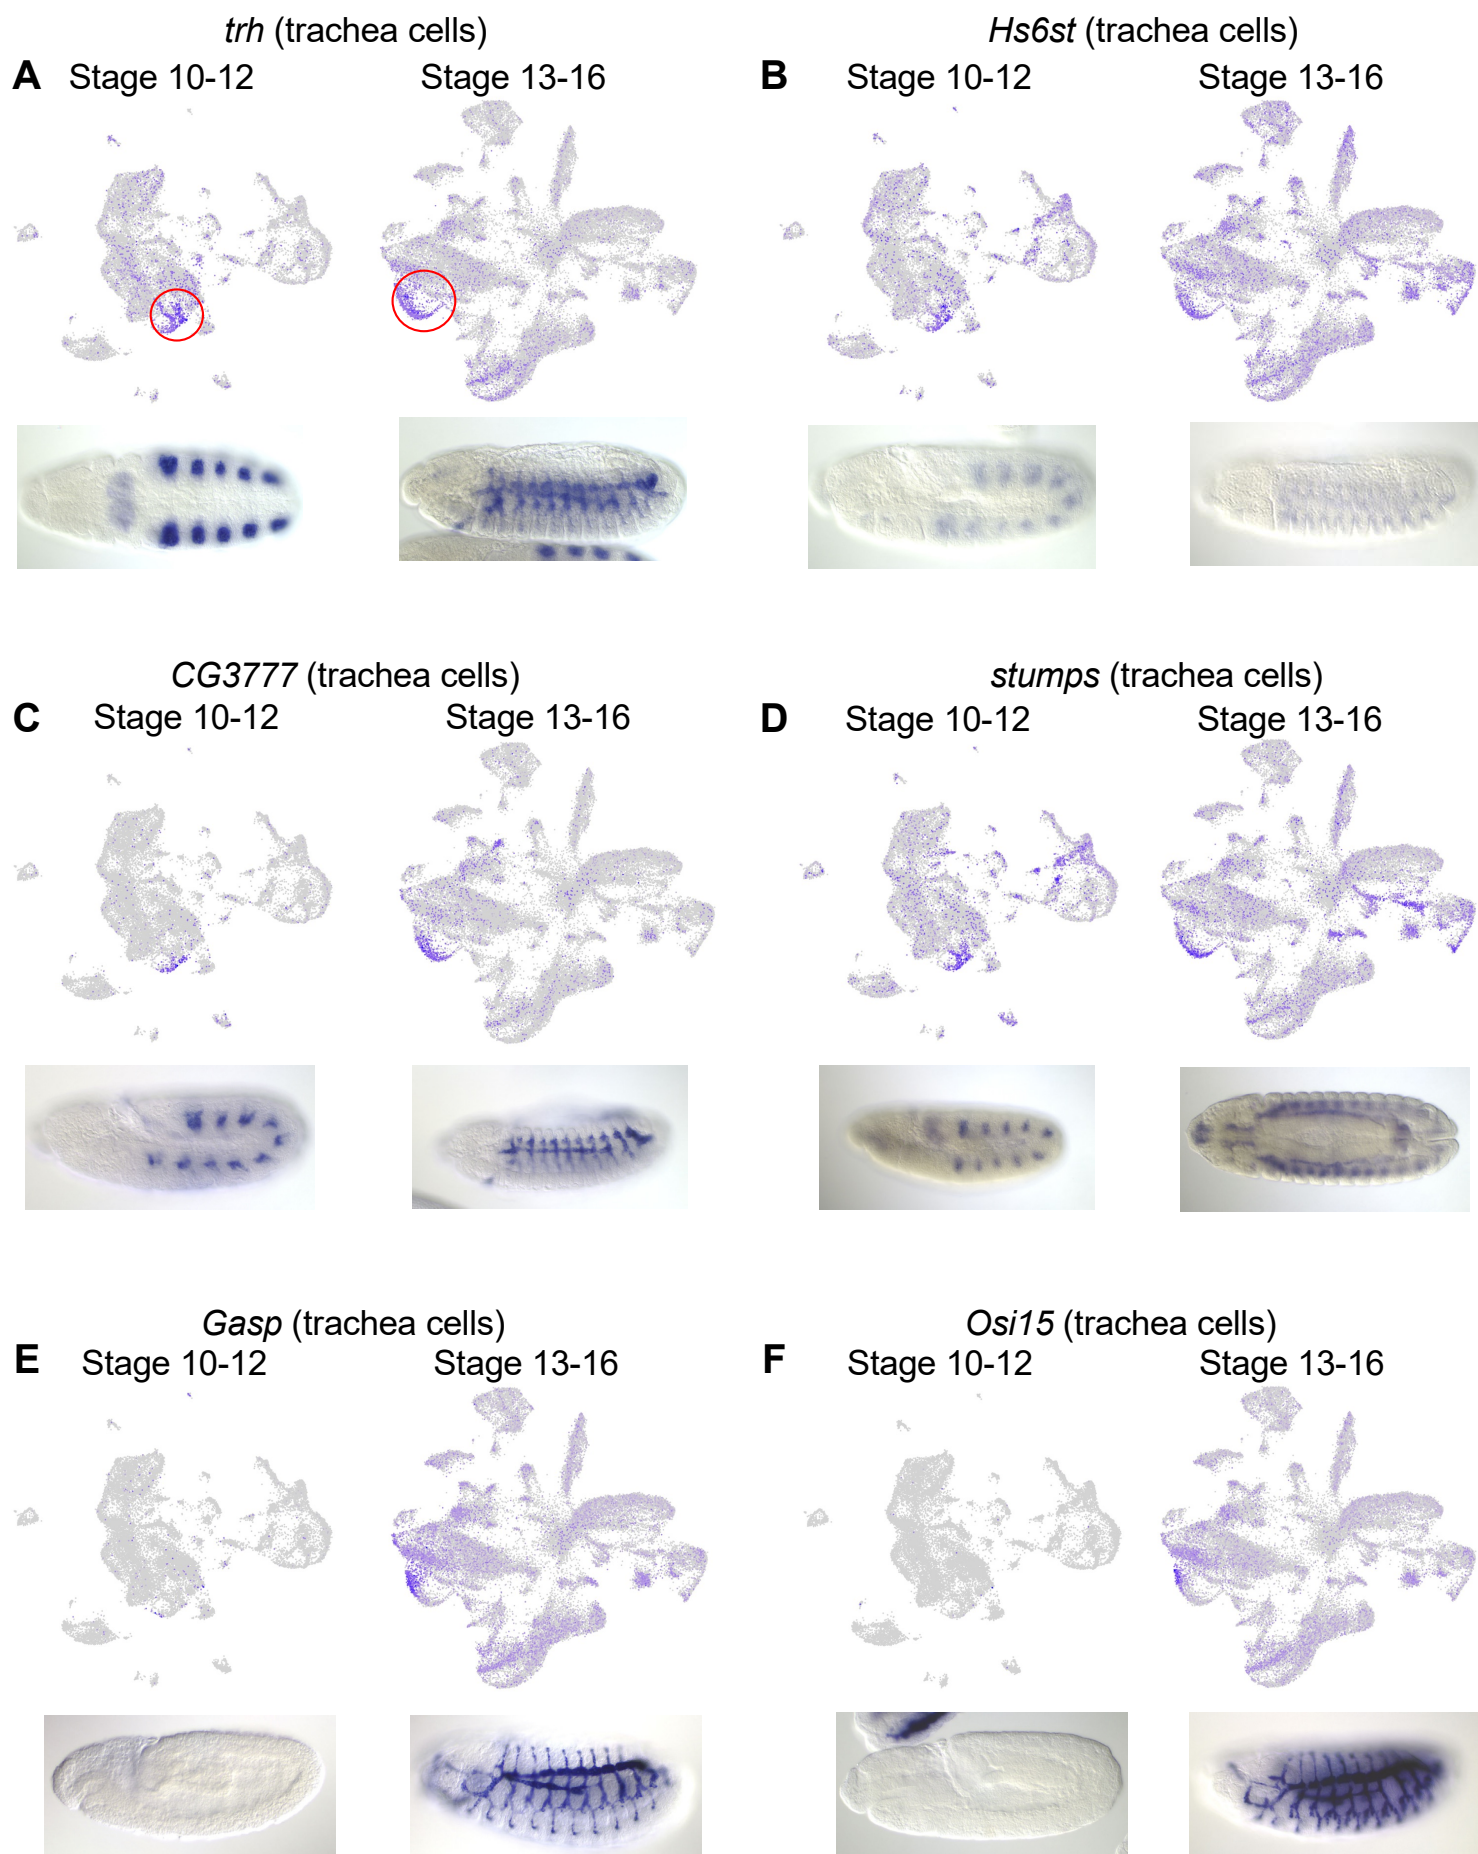 trh (trachea cells)
A Stage 10-12 Stage 13-16
Hs6st (trachea cells)
B Stage 10-12 Stage 13-16
CG3777 (trachea cells)
C Stage 10-12 Stage 13-16
stumps (trachea cells)
D Stage 10-12 Stage 13-16
Gasp (trachea cells)
E Stage 10-12 Stage 13-16
Osi15 (trachea cells)
F Stage 10-12 Stage 13-16